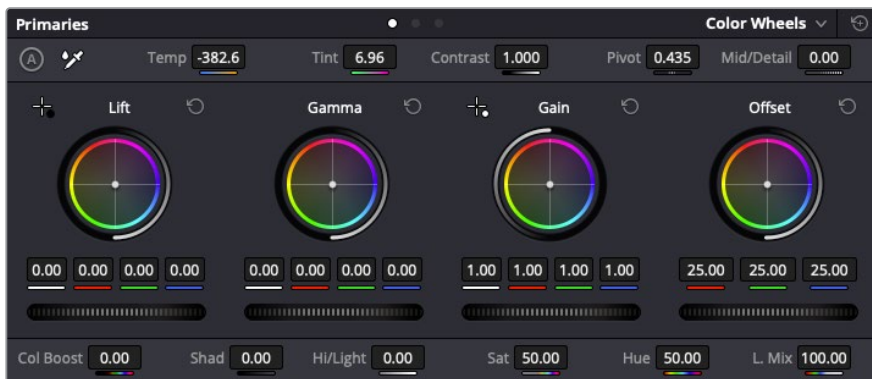 Primaries Color Wheels
A Temp -382.6 Tint 6.96 Contrast 1.000 Pivot 0.435 Mid/Detail 0.00
Lift Gamma Gain Offset
0.00 0.00 0.00 0.00 0.00 0.00 0.00 0.00 1.00 1.00 1.00 1.00 25.00 25.00 25.00
Col Boost 0.00 Shad 0.00 Hi/Light 0.00 Sat 50.00 Hue 50.00 L. Mix 100.00